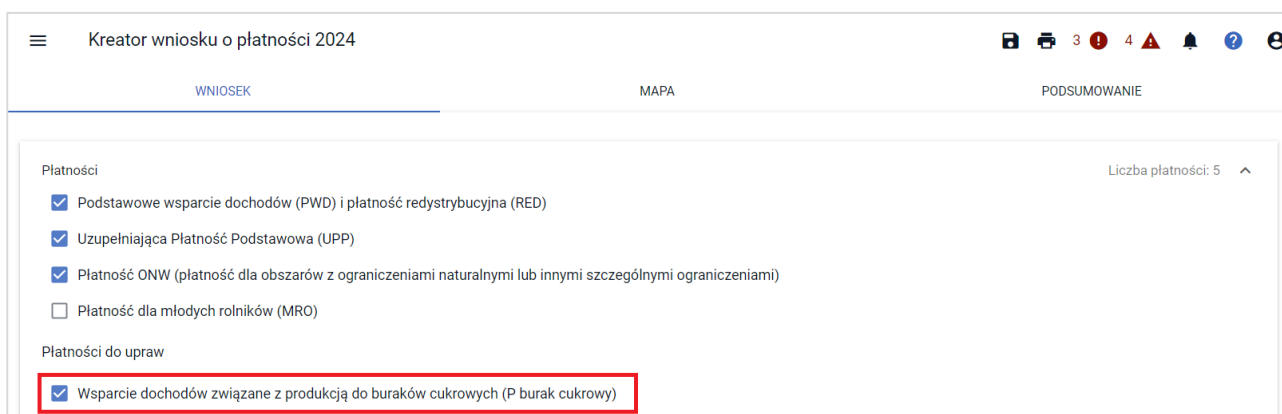 Kreator wniosku o płatności 2024
3 4
WNIOSEK MAPA PODSUMOWANIE
Płatności Liczba płatności: 5
Podstawowe wsparcie dochodów (PWD) i płatność redystrybucyjna (RED)
Uzupełniająca Płatność Podstawowa (UPP)
Płatność ONW (płatność dla obszarów z ograniczeniami naturalnymi lub innymi szczególnymi ograniczeniami)
Płatność dla młodych rolników (MRO)
Płatności do upraw
Wsparcie dochodów związane z produkcją do buraków cukrowych (P burak cukrowy)